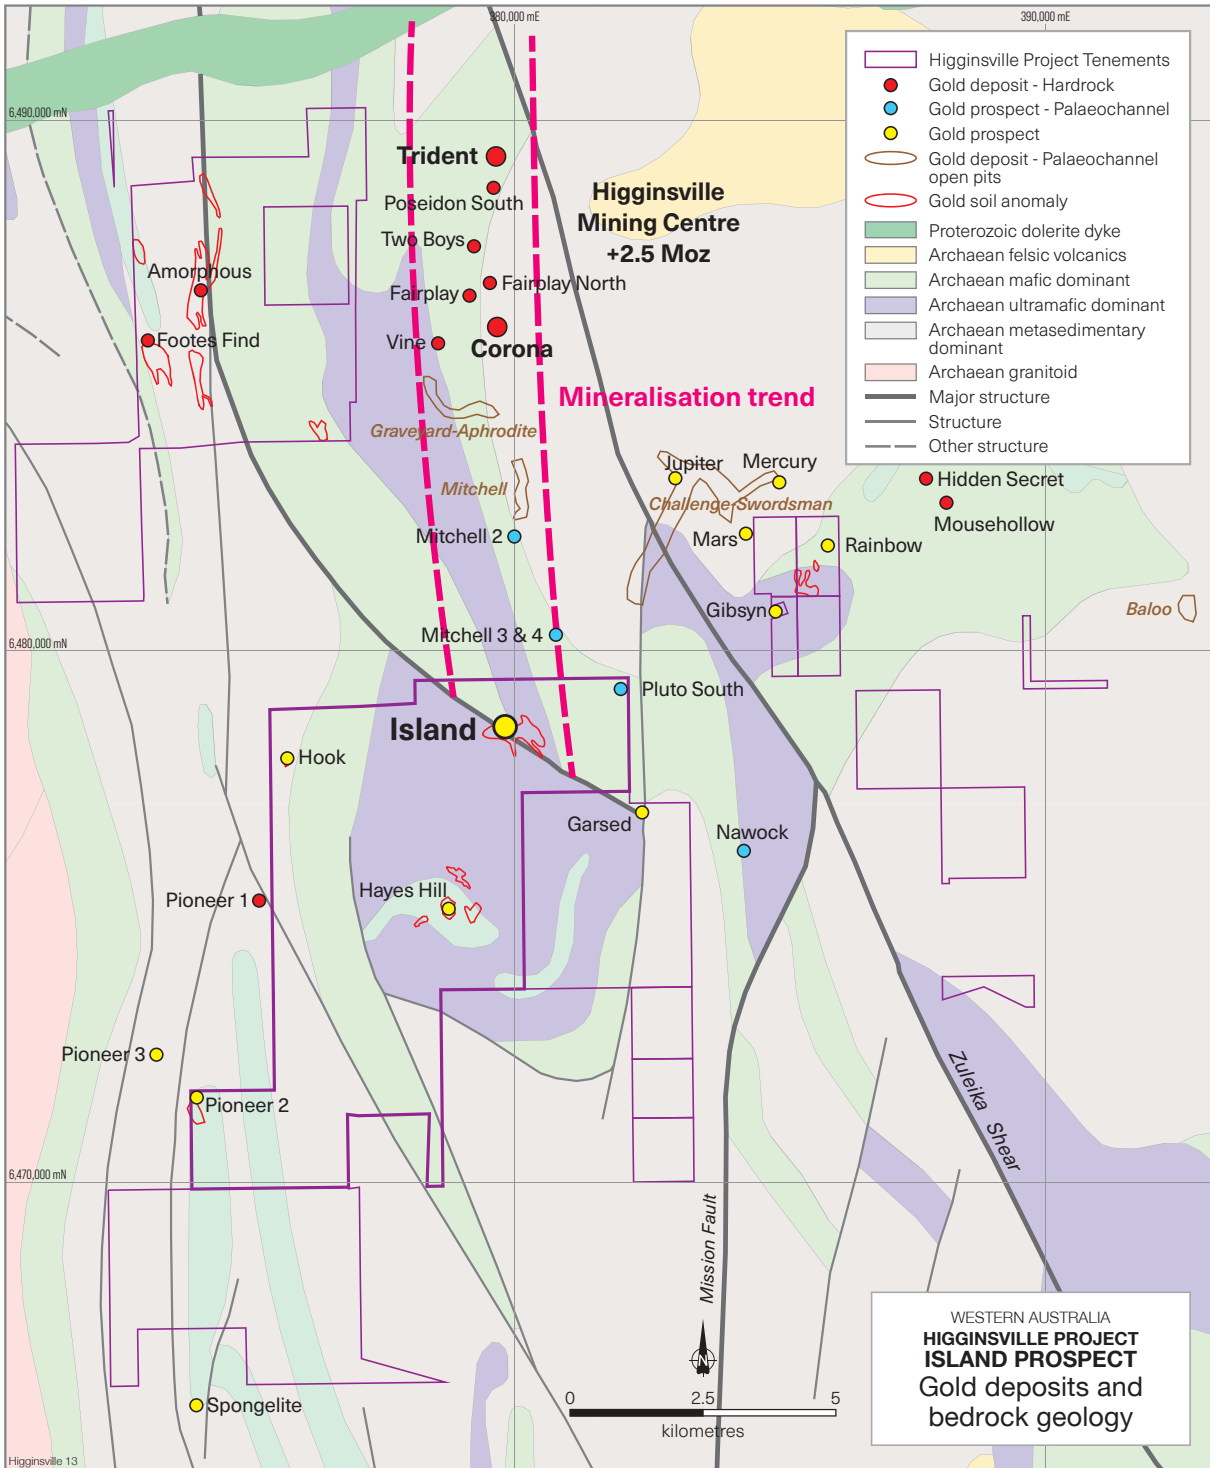 380,000 mE
390,000 mE
6,490,000 mN
6,480,000 mN
6,470,000 mN
Higginsville Project Tenements
Gold deposit - Hardrock
Gold prospect - Palaeochannel
Gold prospect
Gold deposit - Palaeochannel
open pits
Gold soil anomaly
Proterozoic dolerite dyke
Archaean felsic volcanics
Archaean mafic dominant
Archaean ultramafic dominant
Archaean metasedimentary
dominant
Archaean granitoid
Major structure
Structure
Other structure
Trident
Poseidon South
Two Boys
Fairplay North
Fairplay
Vine
Corona
Higginsville
Mining Centre
+2.5 Moz
Amorphous
Footes Find
Mineralisation trend
Graveyard-Aphrodite
Mitchell
Mitchell 2
Jupiter
Mercury
Challenge-Swordsman
Mars
Rainbow
Hidden Secret
Mousehollow
Gibsyn
Baloo
Mitchell 3 & 4
Pluto South
Island
Hook
Garsed
Nawock
Hayes Hill
Pioneer 1
Pioneer 3
Pioneer 2
Zuleika Shear
Mission Fault
Spongelite
N
0 2.5 5
kilometres
WESTERN AUSTRALIA
HIGGINSVILLE PROJECT
ISLAND PROSPECT
Gold deposits and
bedrock geology
Higginsville 13